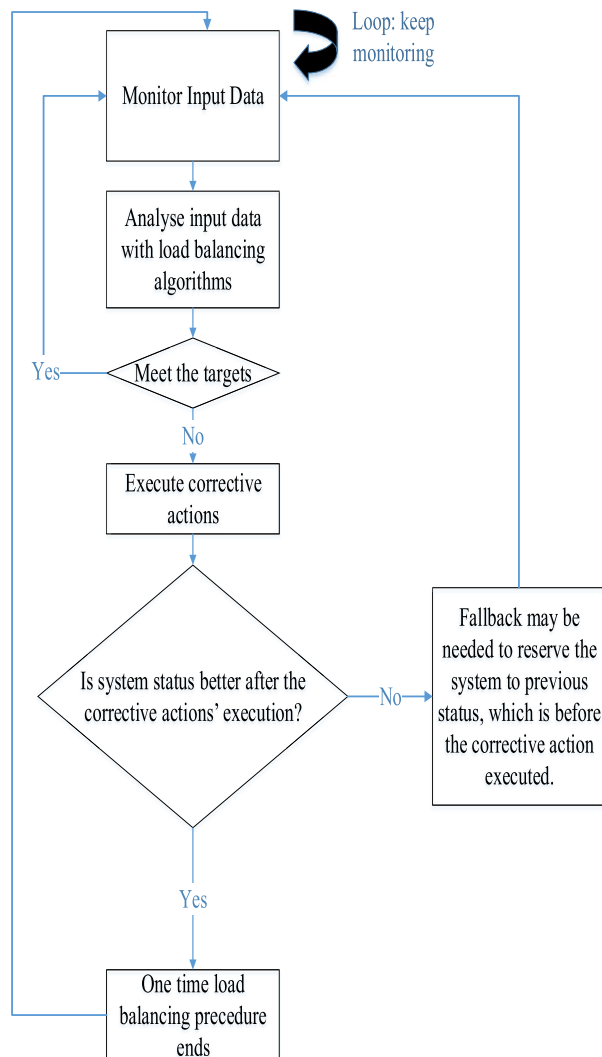 Loop: keep
monitoring
Monitor Input Data
Analyse input data
with load balancing
algorithms
Meet the targets
Yes
No
Execute corrective
actions
Is system status better after the
corrective actions’ execution?
No
Fallback may be
needed to reserve the
system to previous
status, which is before
the corrective action
executed.
Yes
One time load
balancing precedure
ends